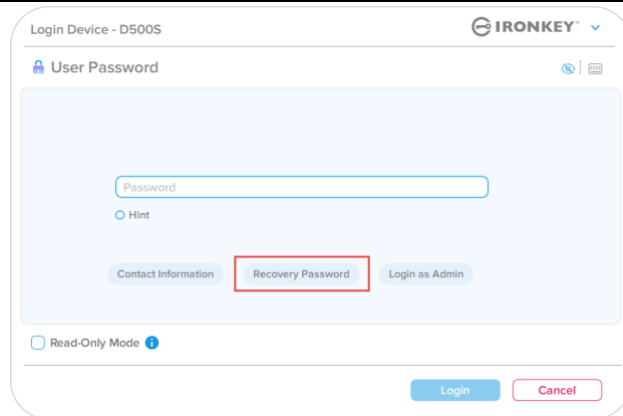 Login Device - D500S
IRONKEY™
User Password
Password
Hint
Contact Information
Recovery Password
Login as Admin
Read-Only Mode
Login
Cancel